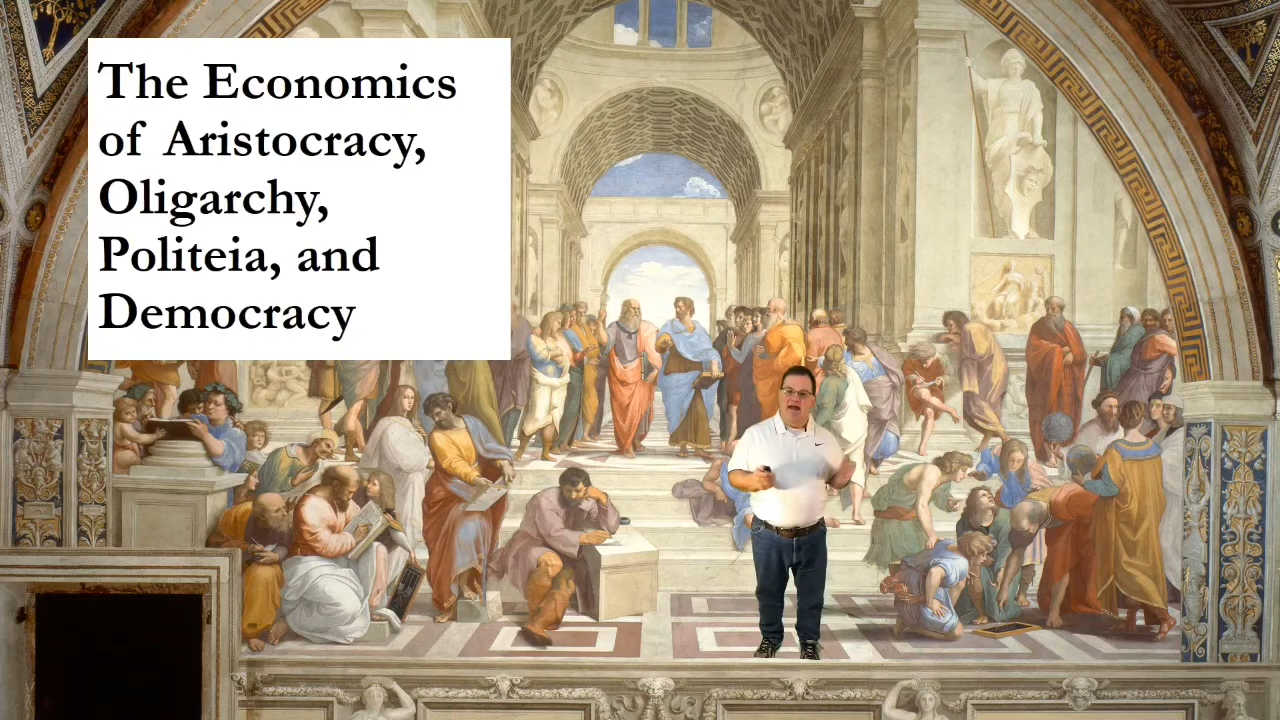 The Economics
of Aristocracy,
Oligarchy,
Politeia, and
Democracy